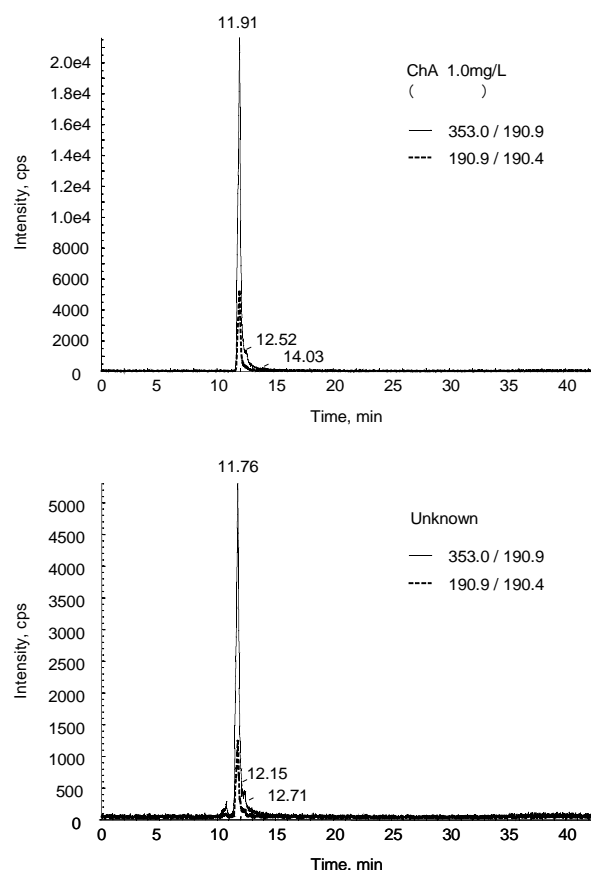 11.91
2.0e4
1.8e4
1.6e4
1.4e4
1.2e4
1.0e4
8000
6000
4000
2000
0
Intensity, cps
ChA 1.0mg/L
( )
353.0 / 190.9
190.9 / 190.4
12.52
14.03
0 5 10 15 20 25 30 35 40
Time, min
11.76
5000
4500
4000
3500
3000
2500
2000
1500
1000
500
0
Intensity, cps
Unknown
353.0 / 190.9
190.9 / 190.4
12.15
12.71
0 5 10 15 20 25 30 35 40
Time, min